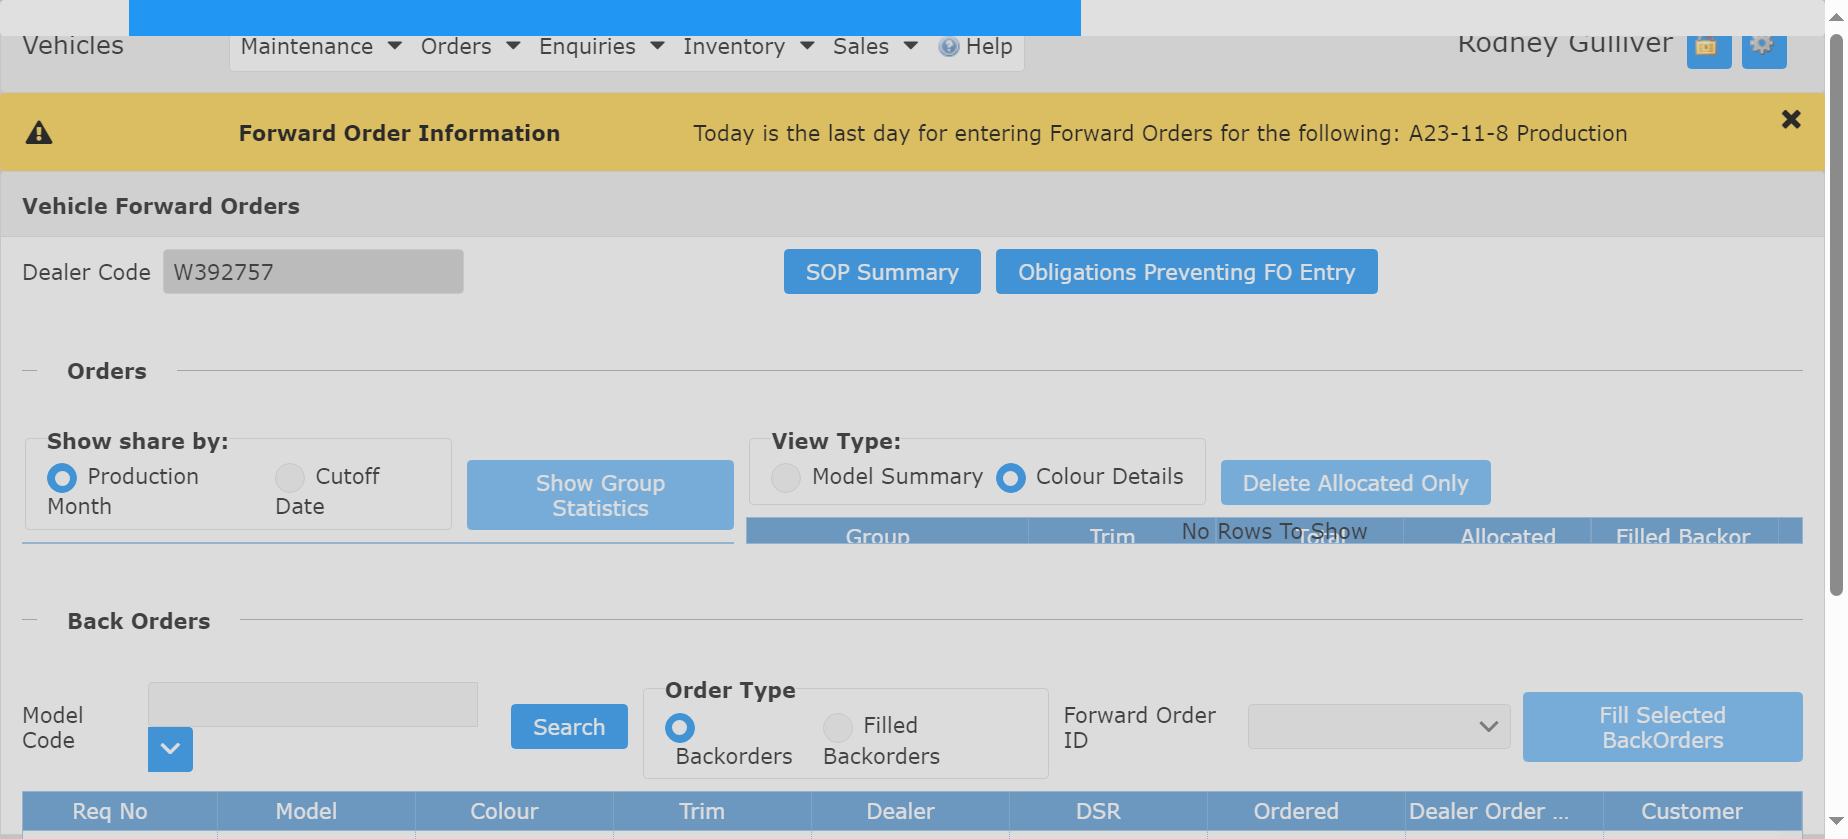 Vehicles
Maintenance Orders Enquiries Inventory Sales Help
Rodney Gulliver
Forward Order Information
Today is the last day for entering Forward Orders for the following: A23-11-8 Production
Vehicle Forward Orders
Dealer Code W392757
SOP Summary
Obligations Preventing FO Entry
Orders
Show share by:
Production Month
Cutoff Date
Show Group
Statistics
View Type:
Model Summary
Colour Details
Delete Allocated Only
Group Trim Total Allocated Filled Backor
No Rows To Show
Back Orders
Model
Code
Search
Order Type
Backorders
Filled Backorders
Forward Order
ID
Fill Selected
BackOrders
Req No Model Colour Trim Dealer DSR Ordered Dealer Order ... Customer